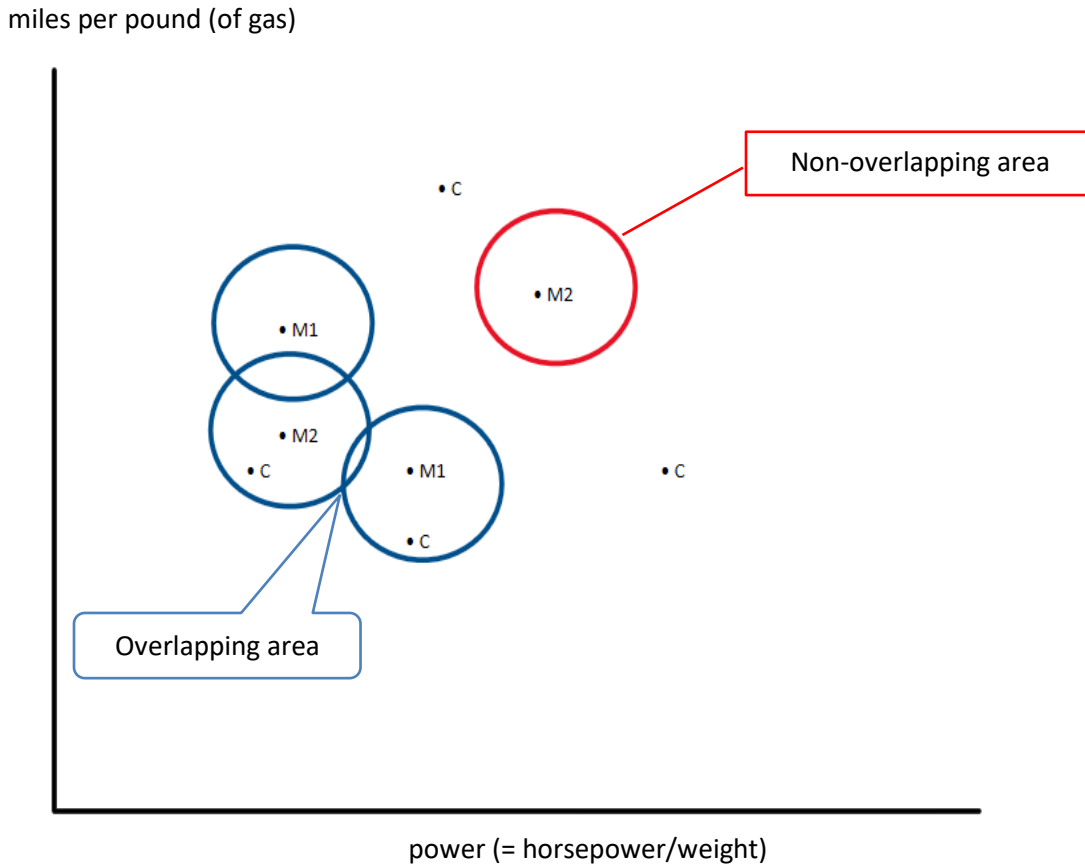 miles per pound (of gas)
Non-overlapping area
C
M2
M1
M2
C
M1
C
C
Overlapping area
power (= horsepower/weight)